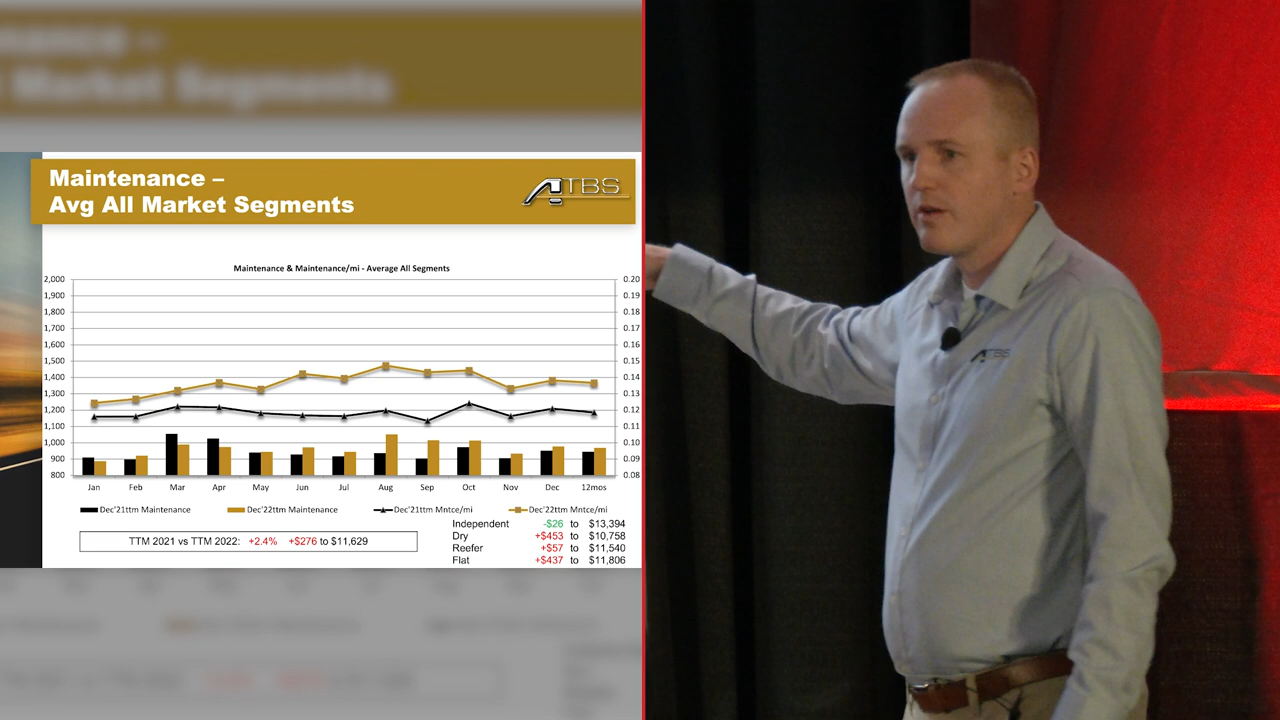 Maintenance –
Avg All Market Segments
ATBS
Maintenance & Maintenance/mi - Average All Segments
2,000
1,900
1,800
1,700
1,600
1,500
1,400
1,300
1,200
1,100
1,000
900
800
0.20
0.19
0.18
0.17
0.16
0.15
0.14
0.13
0.12
0.11
0.10
0.09
0.08
Jan Feb Mar Apr May Jun Jul Aug Sep Oct Nov Dec 12mos
Dec'21ttm Maintenance Dec'22ttm Maintenance Dec'21ttm Mntce/mi Dec'22ttm Mntce/mi
TTM 2021 vs TTM 2022: +2.4% +$276 to $11,629
Independent -$26 to $13,394
Dry +$453 to $10,758
Reefer +$57 to $11,540
Flat +$437 to $11,806
ATBS